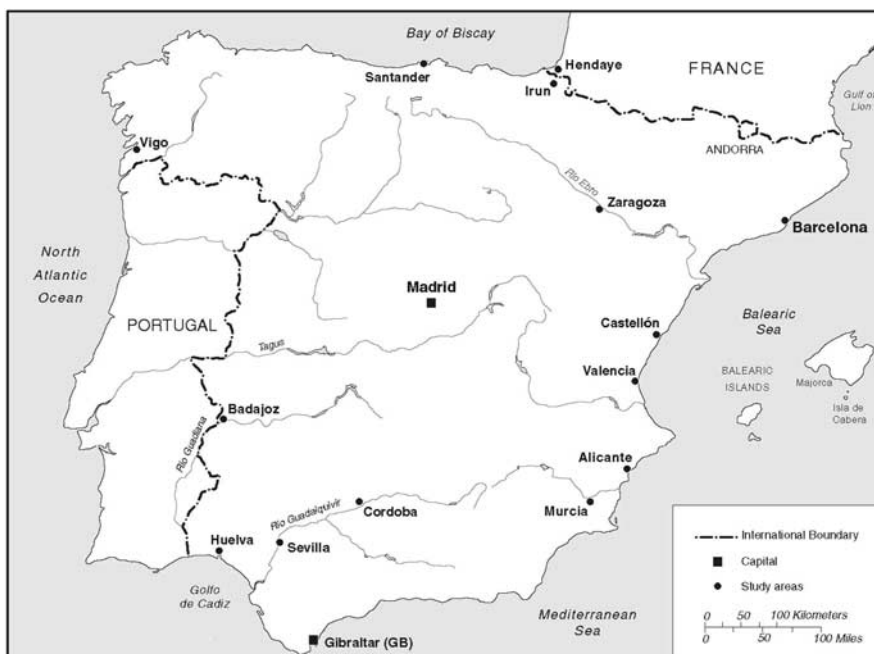 Bay of Biscay
Santander
Hendaye
Irun
FRANCE
Gulf of
Lion
ANDORRA
Vigo
Rio Ebro
Zaragoza
Barcelona
North
Atlantic
Ocean
Madrid
PORTUGAL
Castellón
Balearic
Sea
Tagus
Valencia
BALEARIC
ISLANDS
Majorca
Isla de
Cabera
Badajoz
Rio Guadiana
Alicante
Rio Guadalquivir
Cordoba
Murcia
Huelva
Sevilla
Golfo
de Cadiz
Mediterranean
Sea
Gibraltar (GB)
International Boundary
Capital
Study areas
0 50 100 Kilometers
0 50 100 Miles